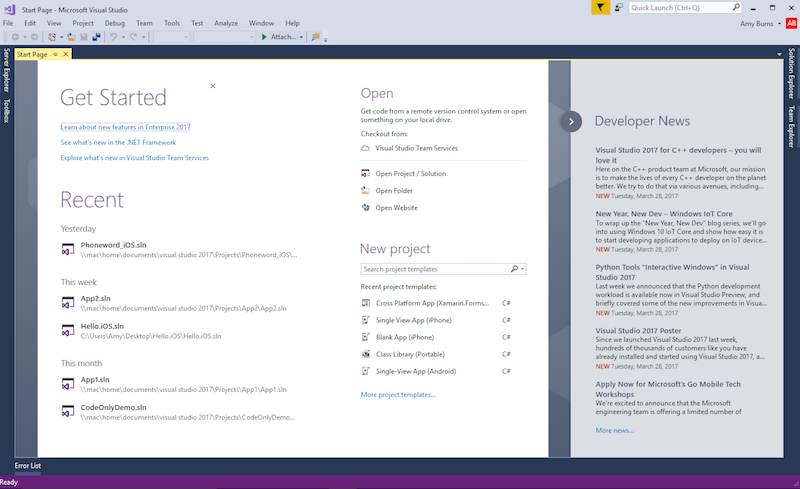 Start Page - Microsoft Visual Studio
Quick Launch (Ctrl+Q)
File Edit View Project Debug Team Tools Test Analyze Window Help
Amy Burns AB
Attach...
Server Explorer
Toolbox
Start Page
Get Started
Learn about new features in Enterprise 2017
See what's new in the .NET Framework
Explore what's new in Visual Studio Team Services
Recent
Yesterday
Phoneword_iOS.sln
\\mac\home\documents\visual studio 2017\Projects\Phoneword_iOS\...
This week
App2.sln
\\mac\home\documents\visual studio 2017\Projects\App2\App2.sln
Hello.iOS.sln
C:\Users\Amy\Desktop\Hello.iOS\Hello.iOS.sln
This month
App1.sln
\\mac\home\documents\visual studio 2017\Projects\App1\App1.sln
CodeOnlyDemo.sln
\\mac\home\documents\visual studio 2017\Projects\CodeOnlyDemo...
Open
Get code from a remote version control system or open
something on your local drive.
Checkout from:
Visual Studio Team Services
Open Project / Solution
Open Folder
Open Website
New project
Search project templates
Recent project templates:
Cross Platform App (Xamarin.Forms... C#
Single View App (iPhone) C#
Blank App (iPhone) C#
Class Library (Portable) C#
Single-View App (Android) C#
More project templates...
Developer News
Visual Studio 2017 for C++ developers – you will
love it
Here on the C++ product team at Microsoft, our mission
is to make the lives of every C++ developer on the planet
better. We try to do that via various avenues, including...
NEW Tuesday, March 28, 2017
New Year, New Dev – Windows IoT Core
To wrap up the "New Year, New Dev" blog series, we'll go
into using Windows 10 IoT Core and show how easy it is
to start developing applications to deploy on IoT device...
NEW Tuesday, March 28, 2017
Python Tools "Interactive Windows" in Visual
Studio 2017
Last week we announced that the Python development
workload is available now in Visual Studio Preview, and
briefly covered some of the new improvements in Visua...
NEW Tuesday, March 28, 2017
Visual Studio 2017 Poster
Since we launched Visual Studio 2017 last week,
hundreds of thousands of customers like you have
already installed and started using Visual Studio 2017, a...
NEW Tuesday, March 28, 2017
Apply Now for Microsoft's Go Mobile Tech
Workshops
We're excited to announce that the Microsoft
engineering team is offering a limited number of
More news...
Solution Explorer
Team Explorer
Error List
Ready